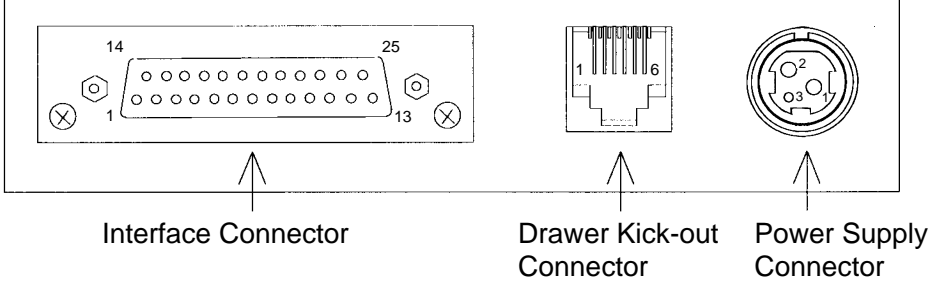 14 25
1 13
1 6
2
3 1
Interface Connector
Drawer Kick-out
Connector
Power Supply
Connector